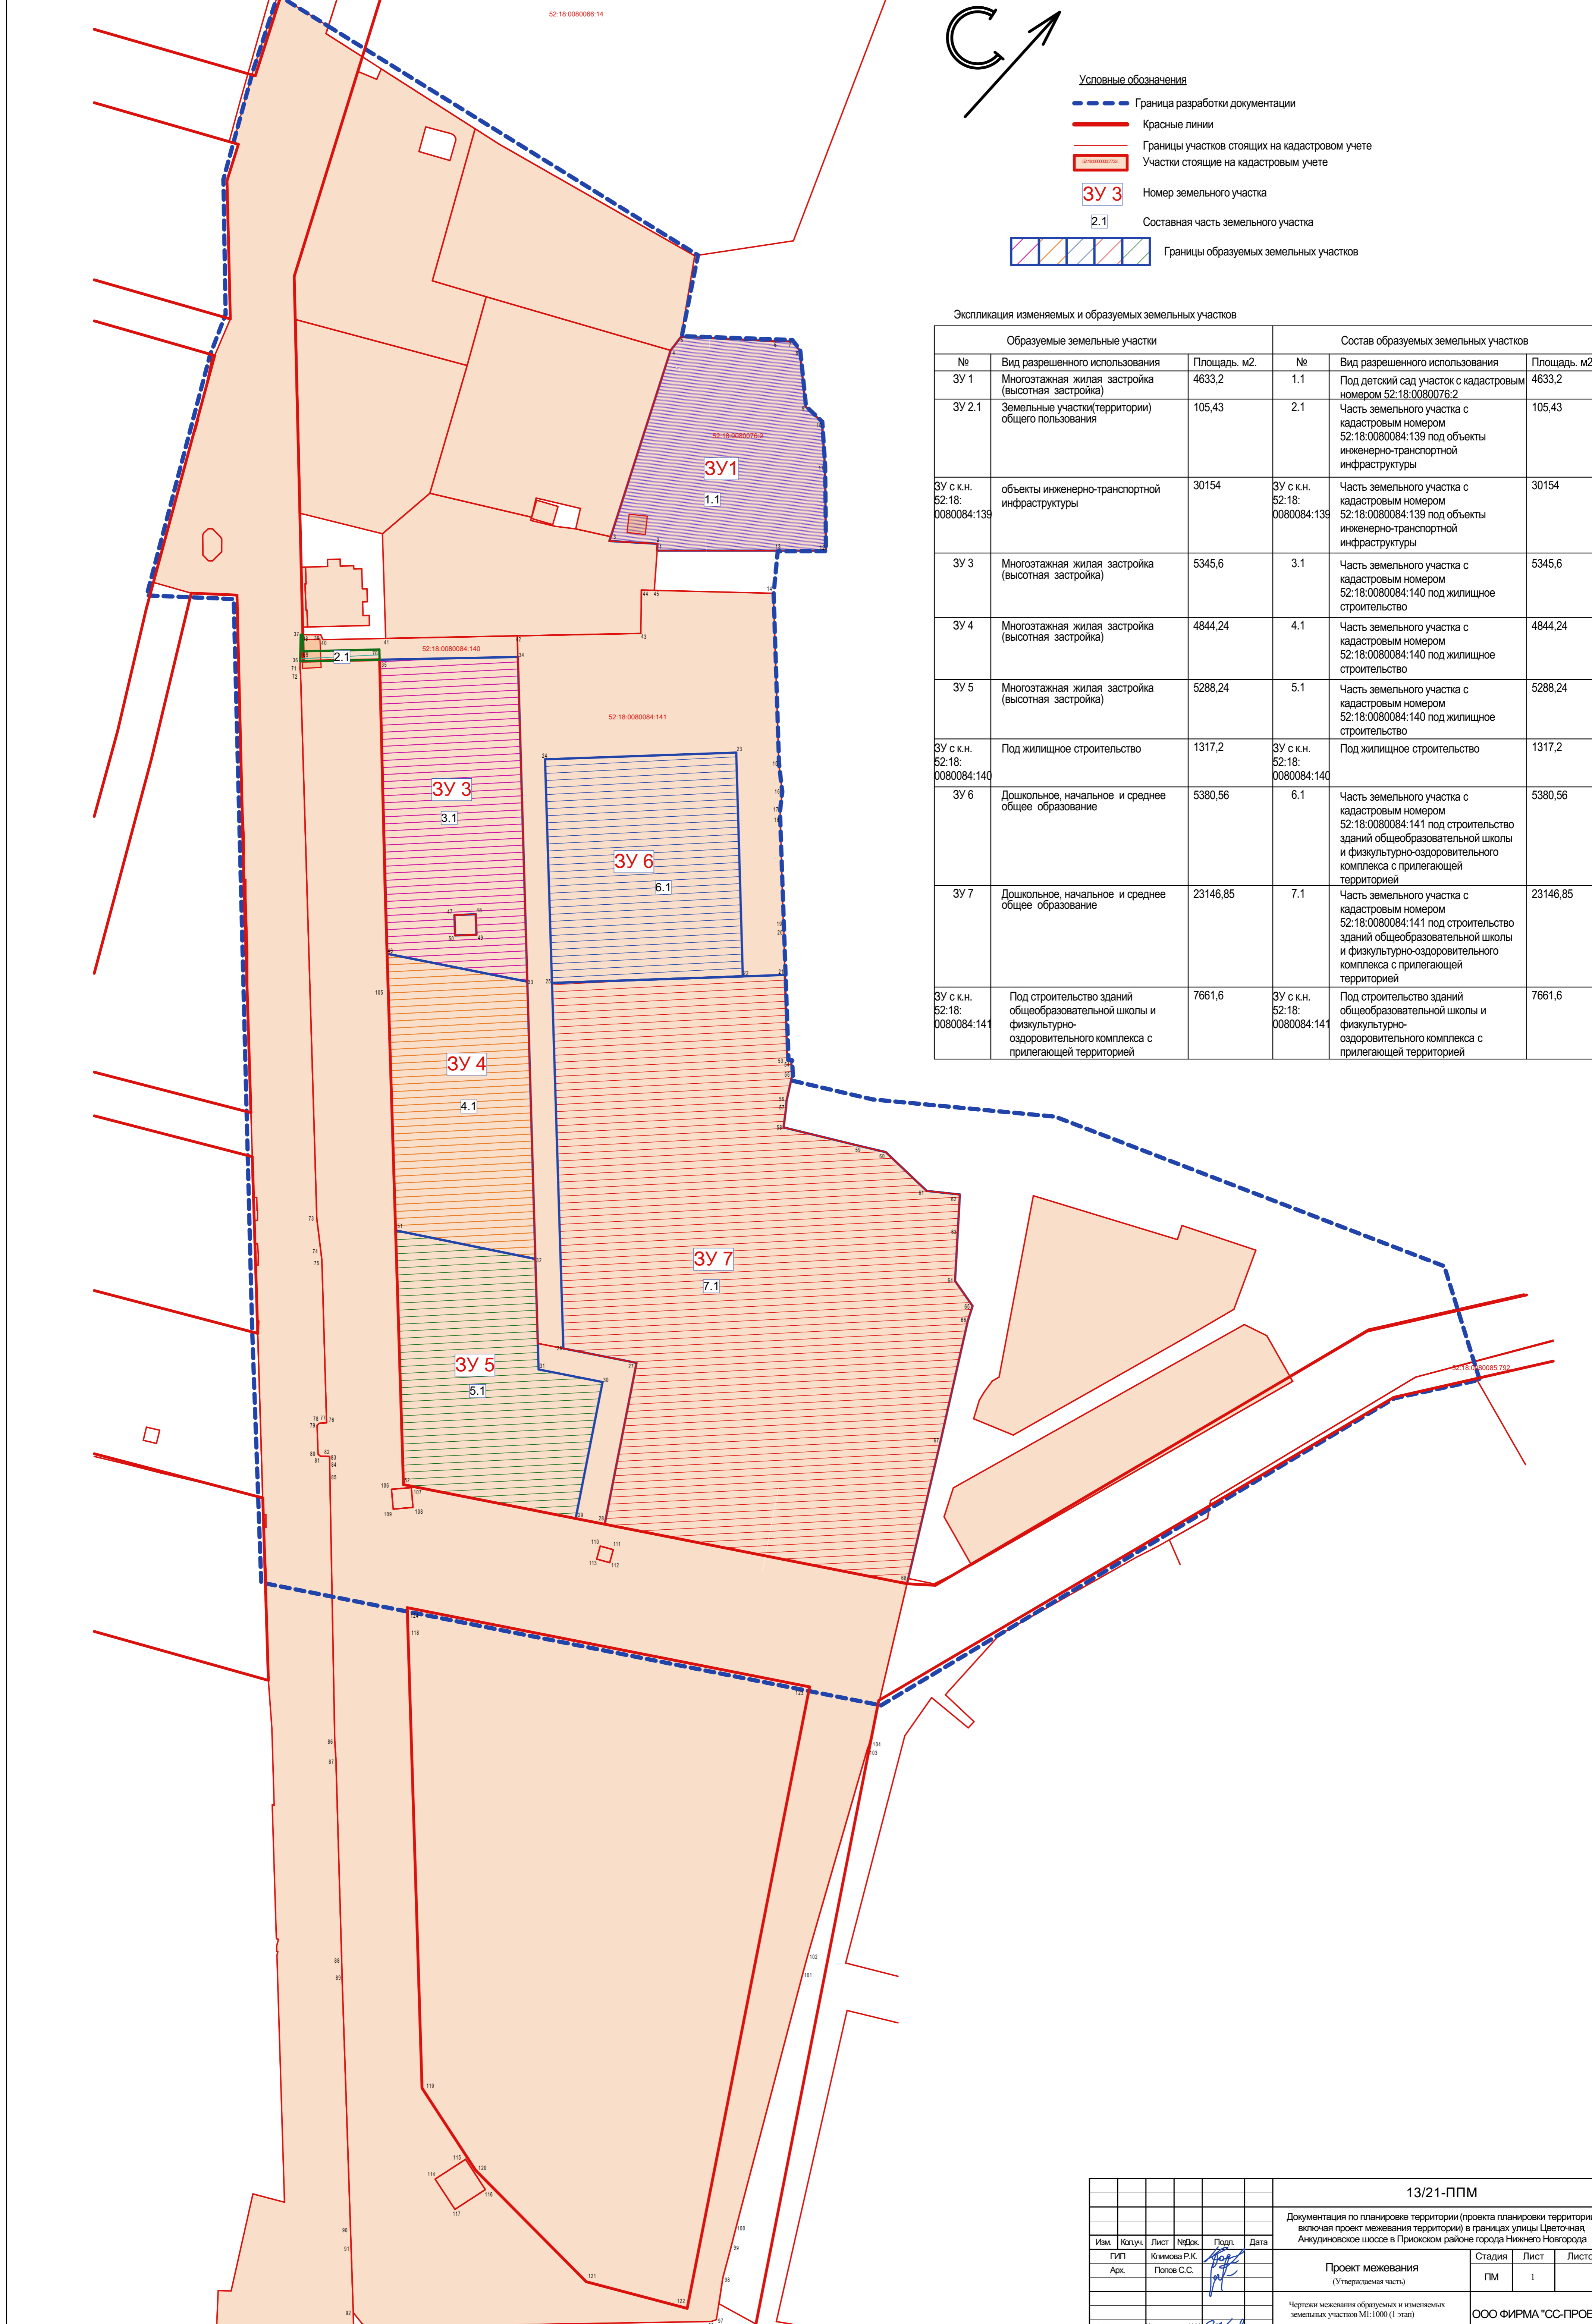 52:18:0080066:14
С
Условные обозначения
Граница разработки документации
Красные линии
Границы участков стоящих на кадастровом учете
Участки стоящие на кадастровым учете
ЗУ 3
Номер земельного участка
2.1
Составная часть земельного участка
Границы образуемых земельных участков
Экспликация изменяемых и образуемых земельных участков
Образуемые земельные участки
Состав образуемых земельных участков
№
Вид разрешенного использования
Площадь. м2.
№
Вид разрешенного использования
Площадь. м2
ЗУ 1
Многоэтажная жилая застройка
(высотная застройка)
4633,2
1.1
Под детский сад участок с кадастровым
номером 52:18:0080076:2
4633,2
ЗУ 2.1
Земельные участки(территории)
общего пользования
105,43
2.1
Часть земельного участка с
кадастровым номером
52:18:0080084:139 под объекты
инженерно-транспортной
инфраструктуры
105,43
ЗУ с к.н.
52:18:
0080084:139
объекты инженерно-транспортной
инфраструктуры
30154
ЗУ с к.н.
52:18:
0080084:139
Часть земельного участка с
кадастровым номером
52:18:0080084:139 под объекты
инженерно-транспортной
инфраструктуры
30154
ЗУ 3
Многоэтажная жилая застройка
(высотная застройка)
5345,6
3.1
Часть земельного участка с
кадастровым номером
52:18:0080084:140 под жилищное
строительство
5345,6
ЗУ 4
Многоэтажная жилая застройка
(высотная застройка)
4844,24
4.1
Часть земельного участка с
кадастровым номером
52:18:0080084:140 под жилищное
строительство
4844,24
ЗУ 5
Многоэтажная жилая застройка
(высотная застройка)
5288,24
5.1
Часть земельного участка с
кадастровым номером
52:18:0080084:140 под жилищное
строительство
5288,24
ЗУ с к.н.
52:18:
0080084:140
Под жилищное строительство
1317,2
ЗУ с к.н.
52:18:
0080084:140
Под жилищное строительство
1317,2
ЗУ 6
Дошкольное, начальное и среднее
общее образование
5380,56
6.1
Часть земельного участка с
кадастровым номером
52:18:0080084:141 под строительство
зданий общеобразовательной школы
и физкультурно-оздоровительного
комплекса с прилегающей
территорией
5380,56
ЗУ 7
Дошкольное, начальное и среднее
общее образование
23146,85
7.1
Часть земельного участка с
кадастровым номером
52:18:0080084:141 под строительство
зданий общеобразовательной школы
и физкультурно-оздоровительного
комплекса с прилегающей
территорией
23146,85
ЗУ с к.н.
52:18:
0080084:141
Под строительство зданий
общеобразовательной школы и
физкультурно-
оздоровительного комплекса с
прилегающей территорией
7661,6
ЗУ с к.н.
52:18:
0080084:141
Под строительство зданий
общеобразовательной школы и
физкультурно-
оздоровительного комплекса с
прилегающей территорией
7661,6
52:18:0080076:2
ЗУ1
1.1
2.1
52:18:0080084:140
52:18:0080084:141
ЗУ 3
3.1
ЗУ 6
6.1
ЗУ 4
4.1
ЗУ 7
7.1
ЗУ 5
5.1
52:18:0080085:792
13/21-ППМ
Документация по планировке территории (проекта планировки территории
включая проект межевания территории) в границах улицы Цветочная,
Анкудиновское шоссе в Приокском районе города Нижнего Новгорода
Изм.
Кол.уч.
Лист
№Док.
Подп.
Дата
ГИП
Климова Р.К.
Арх.
Попов С.С.
Проект межевания
(Утверждаемая часть)
Стадия
Лист
ПМ
1
Чертежи межевания образуемых и изменяемых
земельных участков М1:1000 (1 этап)
ООО ФИРМА "СС-ПРОЕ